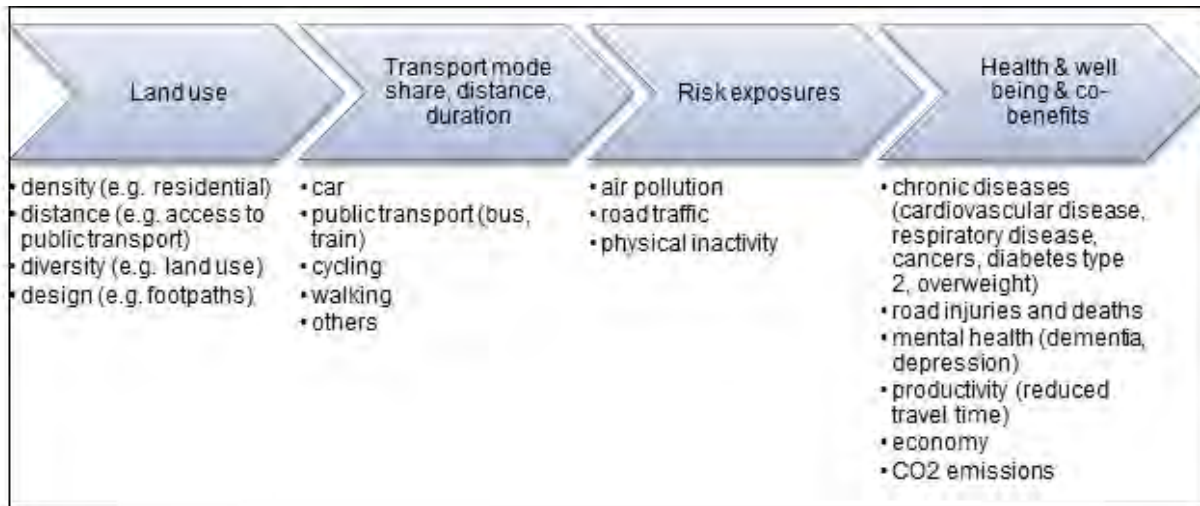 Land use
Transport mode
share, distance,
duration
Risk exposures
Health & well
being & co-
benefits
• density (e.g. residential)
• distance (e.g. access to
public transport)
• diversity (e.g. land use)
• design (e.g. footpaths)
• car
• public transport (bus,
train)
• cycling
• walking
• others
• air pollution
• road traffic
• physical inactivity
• chronic diseases
(cardiovascular disease,
respiratory disease,
cancers, diabetes type
2, overweight)
• road injuries and deaths
• mental health (dementia,
depression)
• productivity (reduced
travel time)
• economy
• CO2 emissions